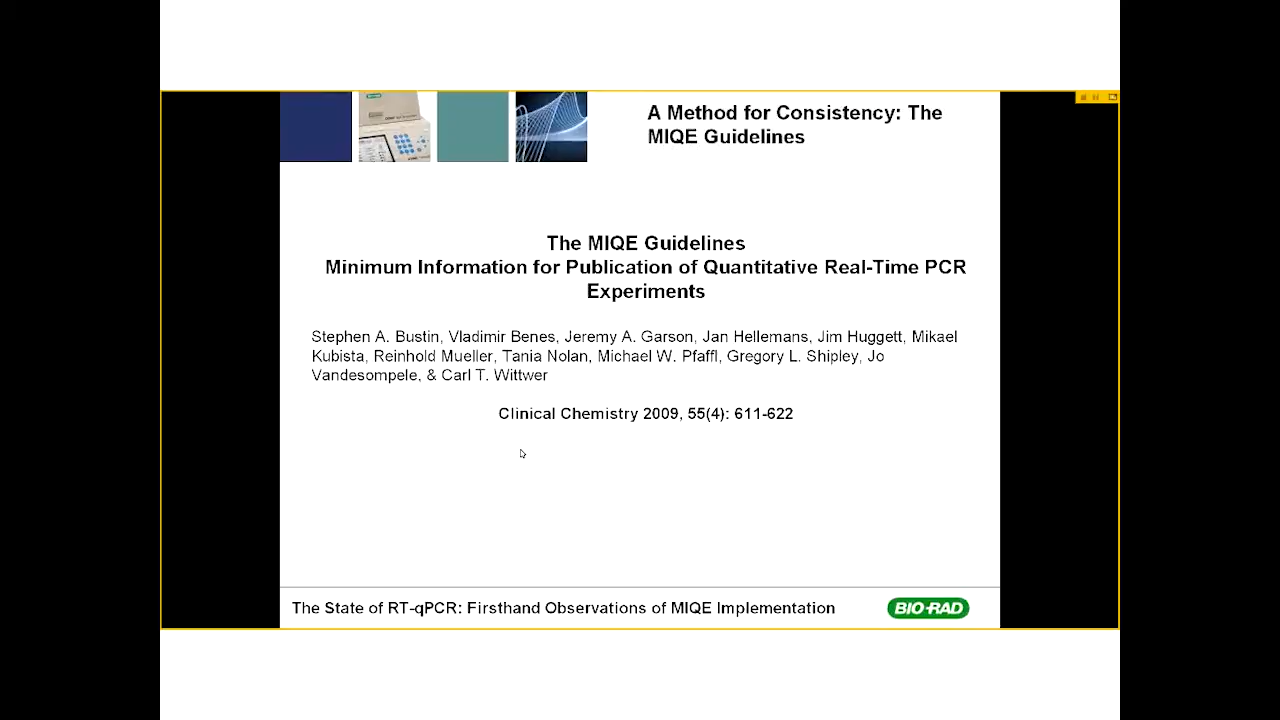 A Method for Consistency: The
MIQE Guidelines
The MIQE Guidelines
Minimum Information for Publication of Quantitative Real-Time PCR
Experiments
Stephen A. Bustin, Vladimir Benes, Jeremy A. Garson, Jan Hellemans, Jim Huggett, Mikael
Kubista, Reinhold Mueller, Tania Nolan, Michael W. Pfaffl, Gregory L. Shipley, Jo
Vandesompele, & Carl T. Wittwer
Clinical Chemistry 2009, 55(4): 611-622
The State of RT-qPCR: Firsthand Observations of MIQE Implementation
BIO-RAD